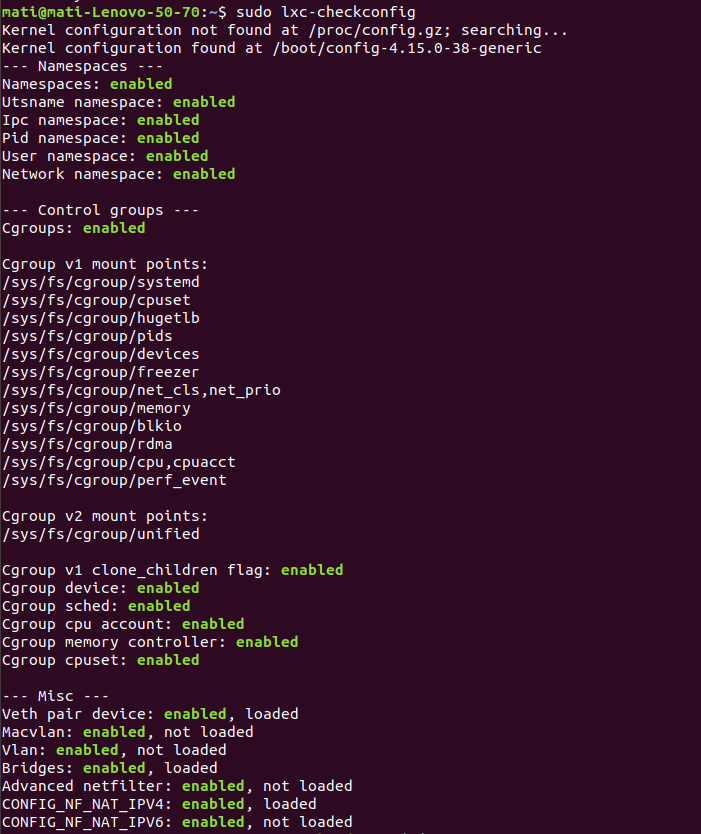 mati@mati-Lenovo-50-70:~$ sudo lxc-checkconfig
Kernel configuration not found at /proc/config.gz; searching...
Kernel configuration found at /boot/config-4.15.0-38-generic
--- Namespaces ---
Namespaces: enabled
Utsname namespace: enabled
Ipc namespace: enabled
Pid namespace: enabled
User namespace: enabled
Network namespace: enabled

--- Control groups ---
Cgroups: enabled

Cgroup v1 mount points:
/sys/fs/cgroup/systemd
/sys/fs/cgroup/cpuset
/sys/fs/cgroup/hugetlb
/sys/fs/cgroup/pids
/sys/fs/cgroup/devices
/sys/fs/cgroup/freezer
/sys/fs/cgroup/net_cls,net_prio
/sys/fs/cgroup/memory
/sys/fs/cgroup/blkio
/sys/fs/cgroup/rdma
/sys/fs/cgroup/cpu,cpuacct
/sys/fs/cgroup/perf_event

Cgroup v2 mount points:
/sys/fs/cgroup/unified

Cgroup v1 clone_children flag: enabled
Cgroup device: enabled
Cgroup sched: enabled
Cgroup cpu account: enabled
Cgroup memory controller: enabled
Cgroup cpuset: enabled

--- Misc ---
Veth pair device: enabled, loaded
Macvlan: enabled, not loaded
Vlan: enabled, not loaded
Bridges: enabled, loaded
Advanced netfilter: enabled, not loaded
CONFIG_NF_NAT_IPV4: enabled, loaded
CONFIG_NF_NAT_IPV6: enabled, not loaded